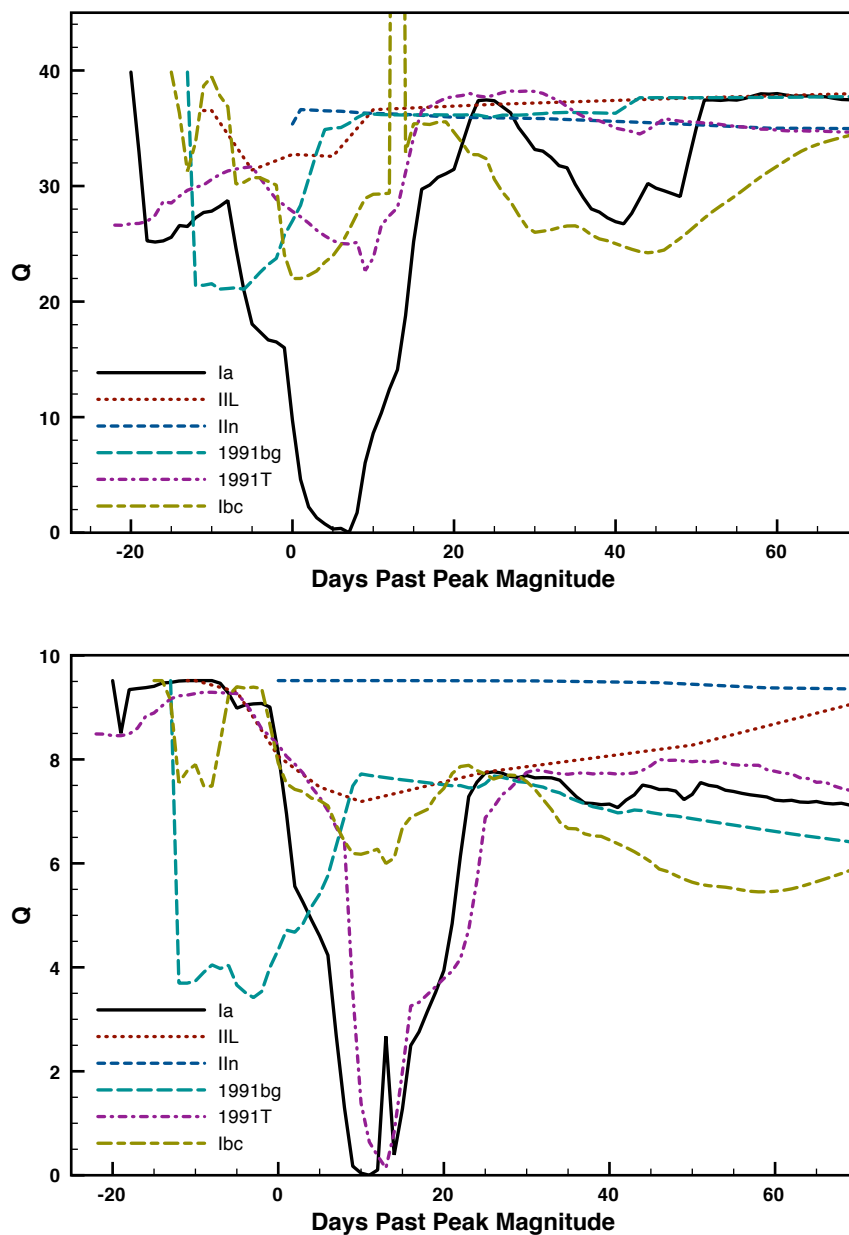 40
30
20
10
0
Q
Ia
IIL
IIn
1991bg
1991T
Ibc
-20 0 20 40 60
Days Past Peak Magnitude
10
8
6
4
2
0
Q
Ia
IIL
IIn
1991bg
1991T
Ibc
-20 0 20 40 60
Days Past Peak Magnitude